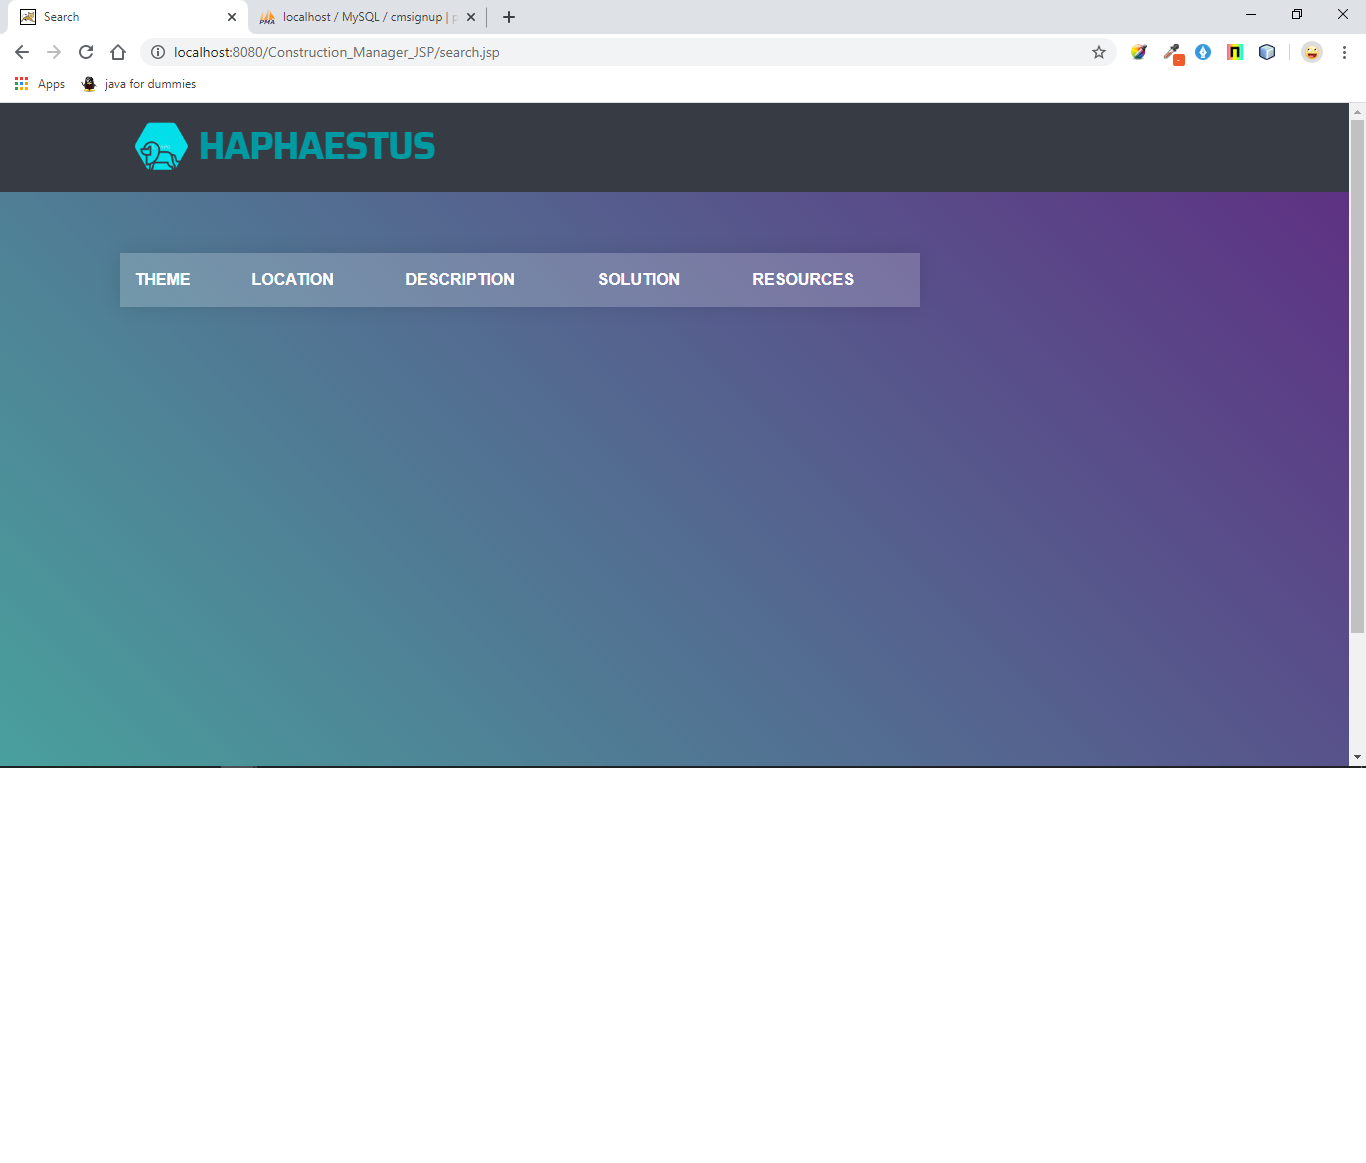 Search
localhost / MySQL / cmsignup |
localhost:8080/Construction_Manager_JSP/search.jsp
Apps
java for dummies
HAPHAESTUS
THEME LOCATION DESCRIPTION SOLUTION RESOURCES